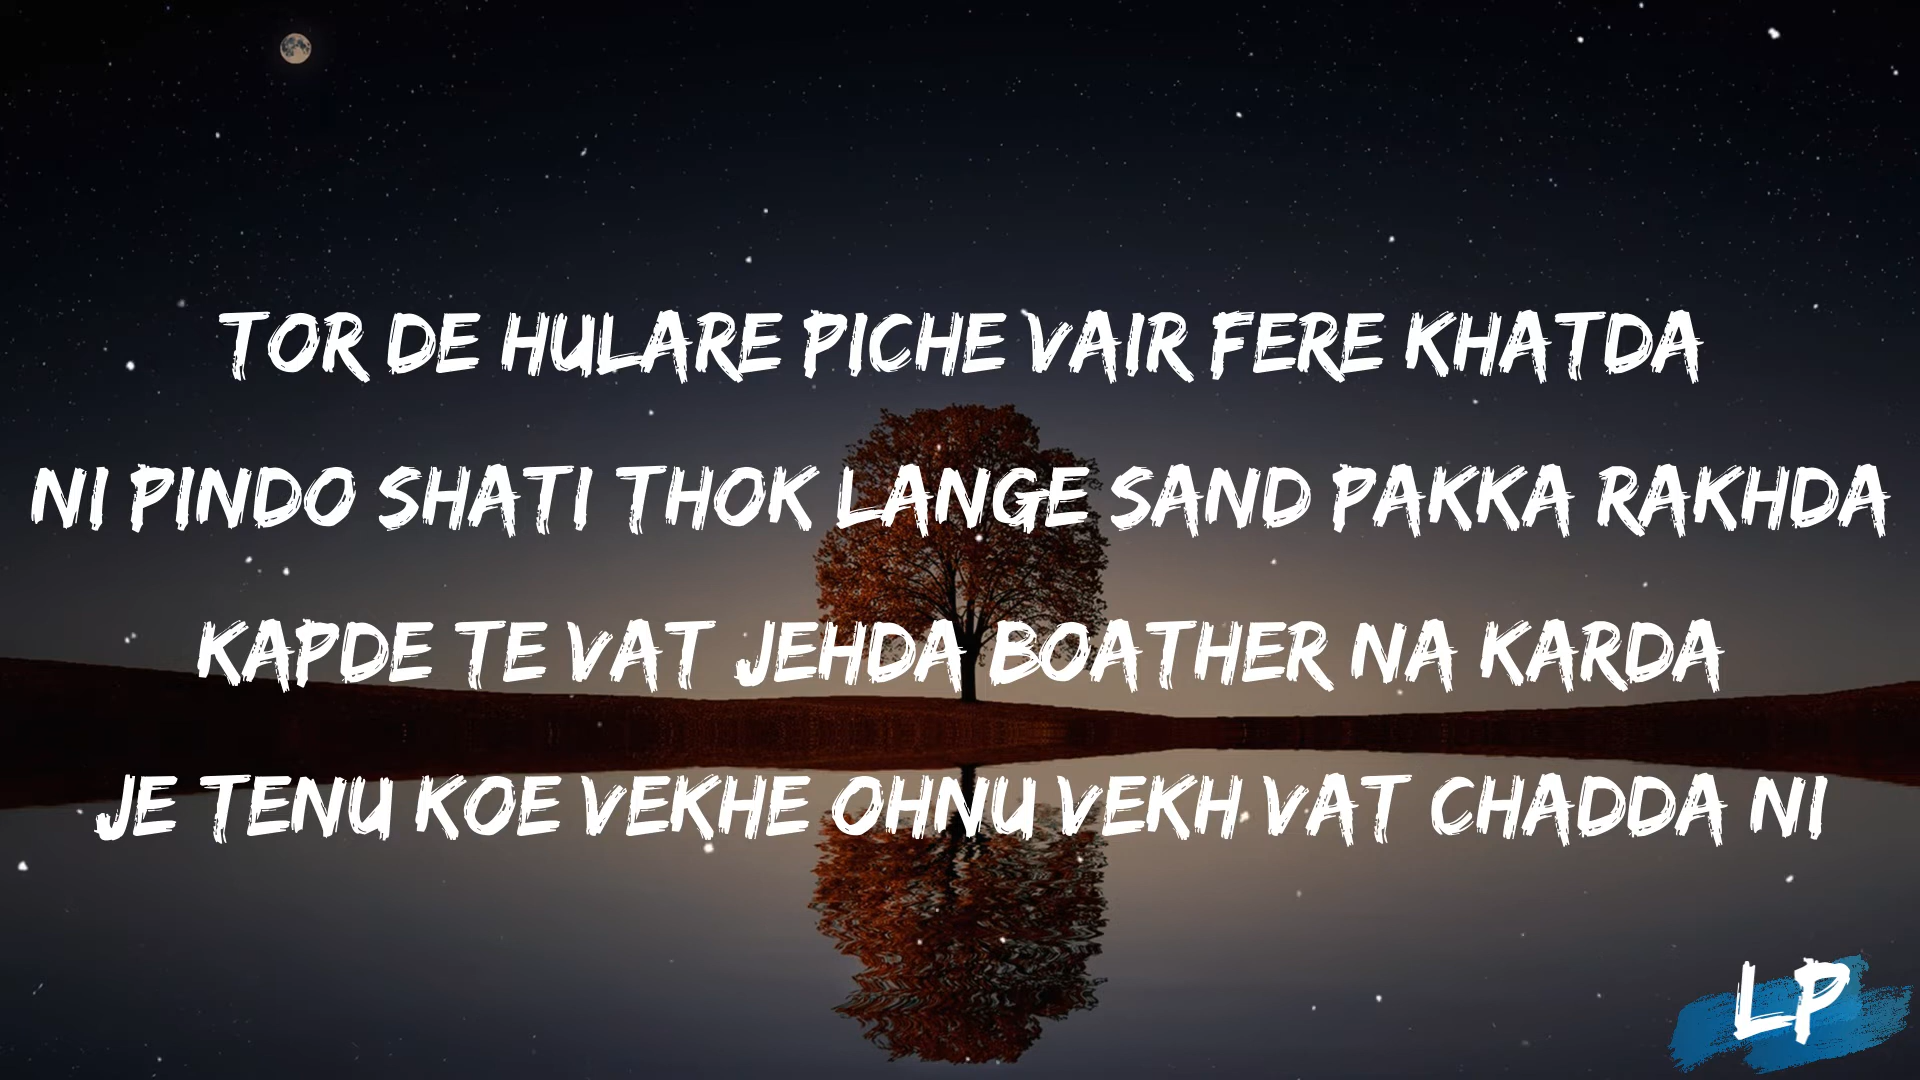 TOR DE HULARE PICHE VAIR FERE KHATDA
NI PINDO SHATI THOK LANGE SAND PAKKA RAKHDA
KAPDE TE VAT JEHDA BOATHER NA KARDA
JE TENU KOE VEKHE OHNU VEKH VAT CHADDA NI
LP